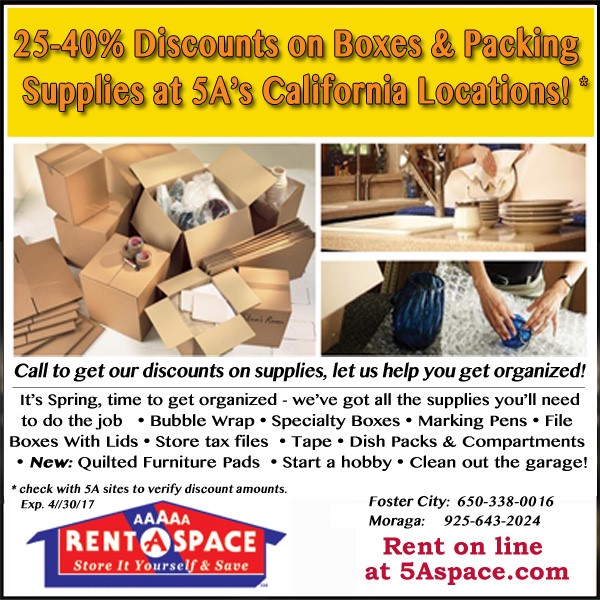 25-40% Discounts on Boxes & Packing
Supplies at 5A's California Locations! *
Call to get our discounts on supplies, let us help you get organized!
It's Spring, time to get organized - we've got all the supplies you'll need
to do the job • Bubble Wrap • Specialty Boxes • Marking Pens • File
Boxes With Lids • Store tax files • Tape • Dish Packs & Compartments
• New: Quilted Furniture Pads • Start a hobby • Clean out the garage!
* check with 5A sites to verify discount amounts.
Exp. 4//30/17
Foster City: 650-338-0016
Moraga: 925-643-2024
Rent on line
at 5Aspace.com
AAAAA
RENT A SPACE
Store It Yourself & Save